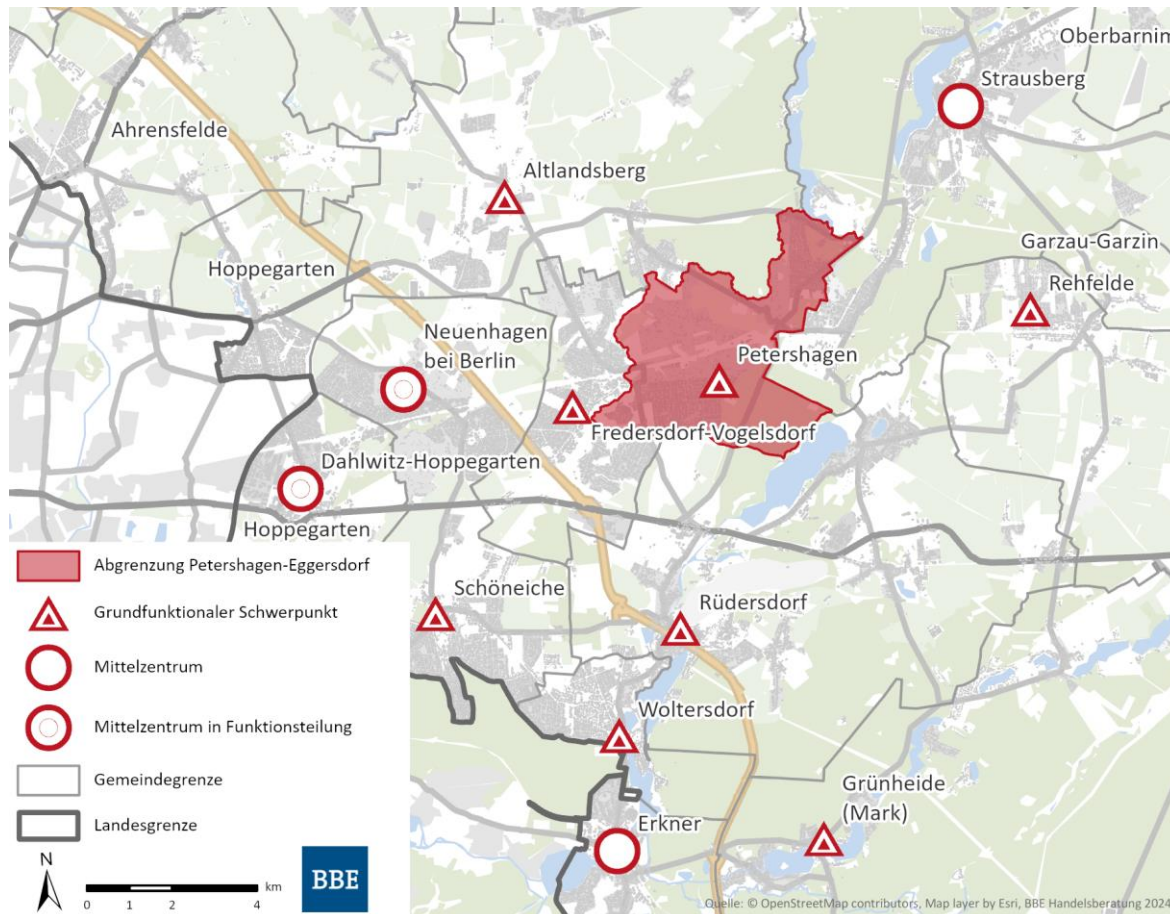 Oberbarnim
Strausberg
Ahrensfelde
Altlandsberg
Garzau-Garzin
Hoppegarten
Rehfelde
Neuenhagen
bei Berlin
Petershagen
Fredersdorf-Vogelsdorf
Dahlwitz-Hoppegarten
Hoppegarten
Abgrenzung Petershagen-Eggersdorf
Grundfunktionaler Schwerpunkt
Mittelzentrum
Mittelzentrum in Funktionsteilung
Gemeindegrenze
Landesgrenze
N
km
0 1 2 4
BBE
Schöneiche
Rüdersdorf
Woltersdorf
Grünheide
(Mark)
Erkner
Quelle: © OpenStreetMap contributors, Map layer by Esri, BBE Handelsberatung 2024